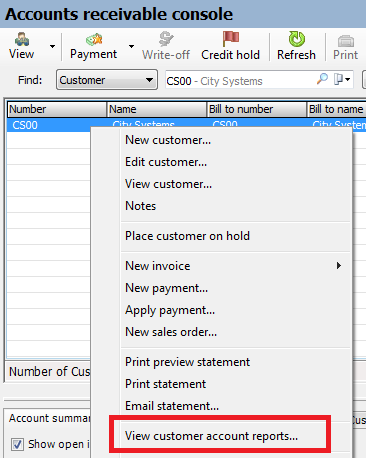 Accounts receivable console
View Payment Write-off Credit hold Refresh Print
Find: Customer CS00 - City Systems
Number Name Bill to number Bill to name
CS00 City Systems CS00 City Systems
New customer...
Edit customer...
View customer...
Notes
Place customer on hold
New invoice
New payment...
Apply payment...
New sales order...
Print preview statement
Number of Cus
Print statement
Email statement...
Account summar
View customer account reports...
Show open i